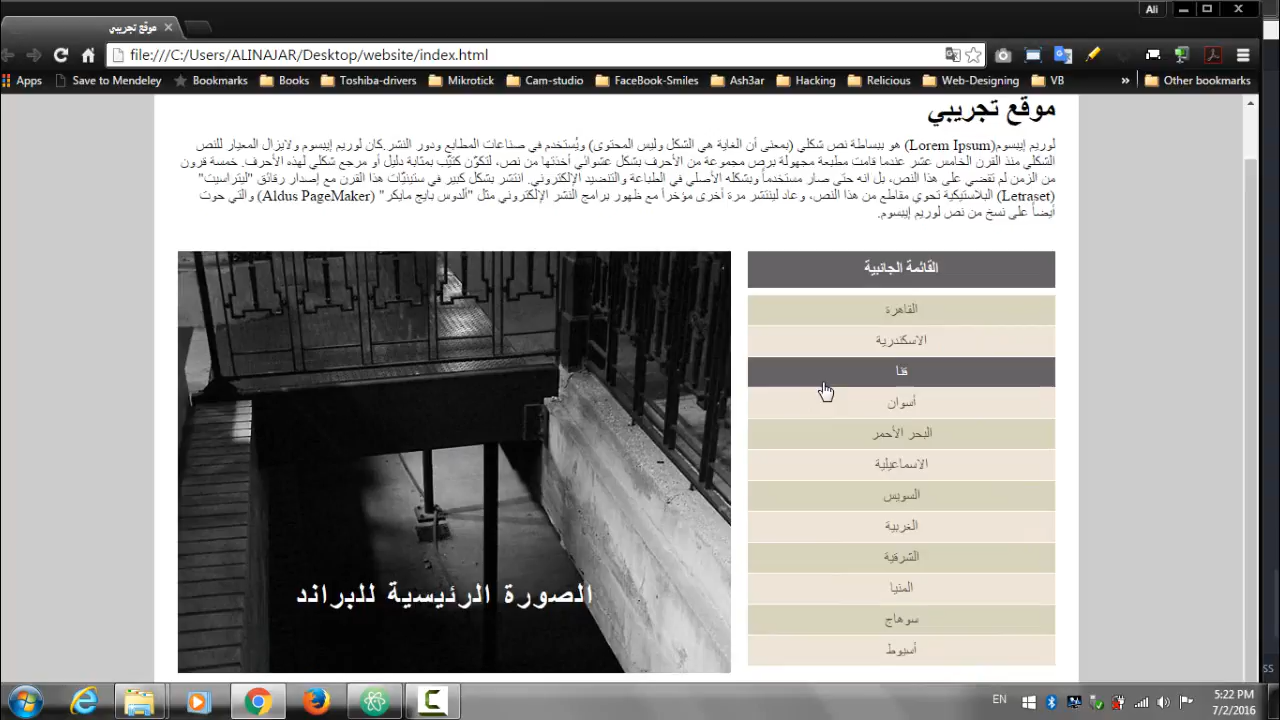 Ali
موقع تجريبي
file:///C:/Users/ALINAJAR/Desktop/website/index.html
Apps Save to Mendeley Bookmarks Books Toshiba-drivers Mikrotick Cam-studio FaceBook-Smiles Ash3ar Hacking Relicious Web-Designing VB » Other bookmarks
موقع تجريبي
لوريم إيبسوم(Lorem Ipsum) هو ببساطة نص شكلي (بمعنى أن الغاية هي الشكل وليس المحتوى) ويُستخدم في صناعات المطابع ودور النشر.كان لوريم إيبسوم ولايزال المعيار للنص
الشكلي منذ القرن الخامس عشر عندما قامت مطبعة مجهولة برص مجموعة من الأحرف بشكل عشوائي أخذتها من نص، لتكوّن كتيّب بمثابة دليل أو مرجع شكلي لهذه الأحرف. خمسة قرون
من الزمن لم تقضي على هذا النص، بل انه حتى صار مستخدماً وبشكله الأصلي في الطباعة والتنضيد الإلكتروني. انتشر بشكل كبير في ستينيّات هذا القرن مع إصدار رقائق "ليتراسيت"
(Letraset) البلاستيكية تحوي مقاطع من هذا النص، وعاد لينتشر مرة أخرى مؤخراَ مع ظهور برامج النشر الإلكتروني مثل "ألدوس بايج مايكر" (Aldus PageMaker) والتي حوت
أيضاً على نسخ من نص لوريم إيبسوم.
القائمة الجانبية
القاهرة
الاسكندرية
قنا
أسوان
البحر الأحمر
الاسماعيلية
السويس
الغربية
الشرقية
المنيا
سوهاج
أسيوط
الصورة الرئيسية للبراند
EN
5:22 PM
7/2/2016